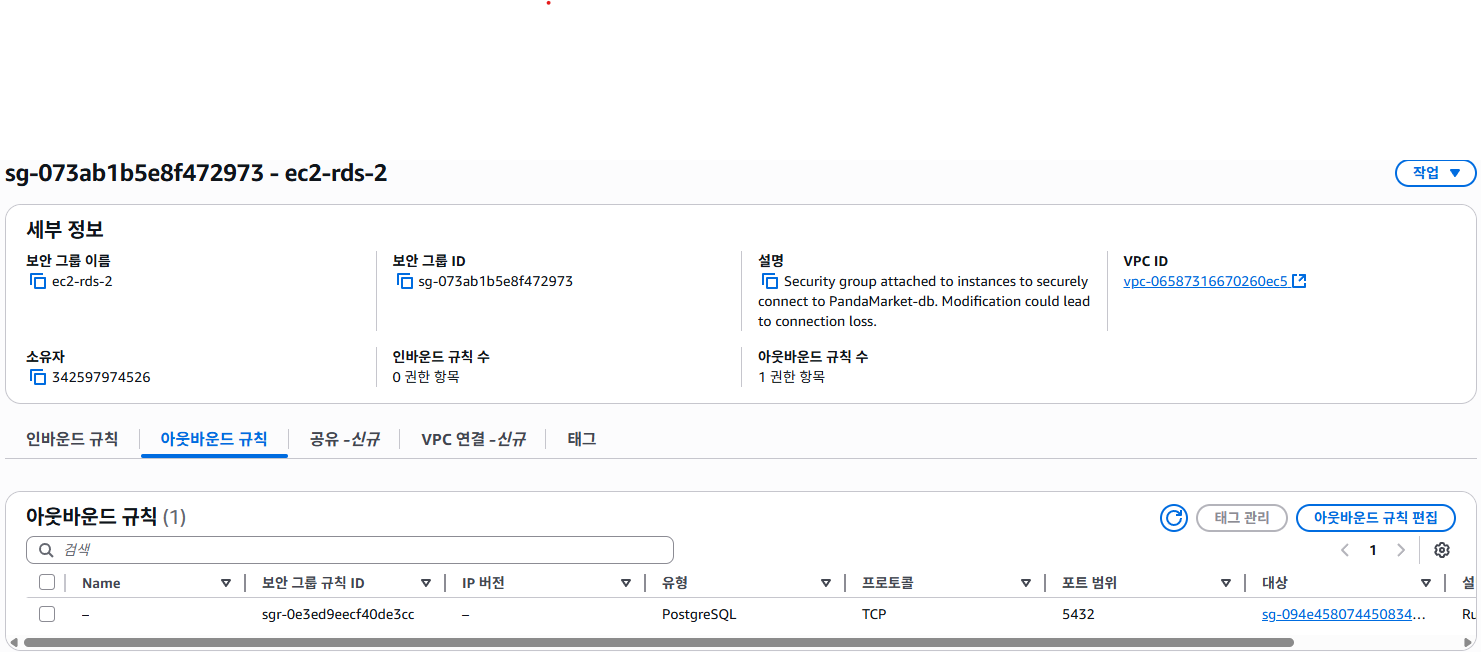 sg-073ab1b5e8f472973 - ec2-rds-2
작업
세부 정보
보안 그룹 이름
ec2-rds-2
보안 그룹 ID
sg-073ab1b5e8f472973
설명
Security group attached to instances to securely
connect to PandaMarket-db. Modification could lead
to connection loss.
VPC ID
vpc-06587316670260ec5
소유자
342597974526
인바운드 규칙 수
0 권한 항목
아웃바운드 규칙 수
1 권한 항목
인바운드 규칙 아웃바운드 규칙 공유 -신규 VPC 연결 -신규 태그
아웃바운드 규칙 (1)
태그 관리 아웃바운드 규칙 편집
검색
1
Name 보안 그룹 규칙 ID IP 버전 유형 프로토콜 포트 범위 대상
– sgr-0e3ed9eecf40de3cc – PostgreSQL TCP 5432 sg-094e458074450834...